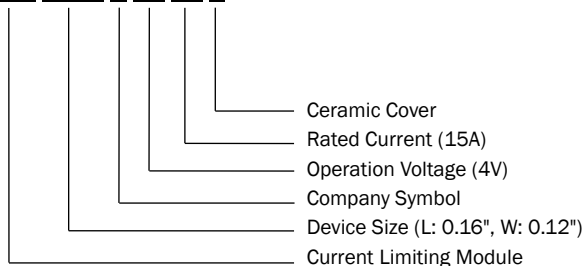 Ceramic Cover
Rated Current (15A)
Operation Voltage (4V)
Company Symbol
Device Size (L: 0.16", W: 0.12")
Current Limiting Module